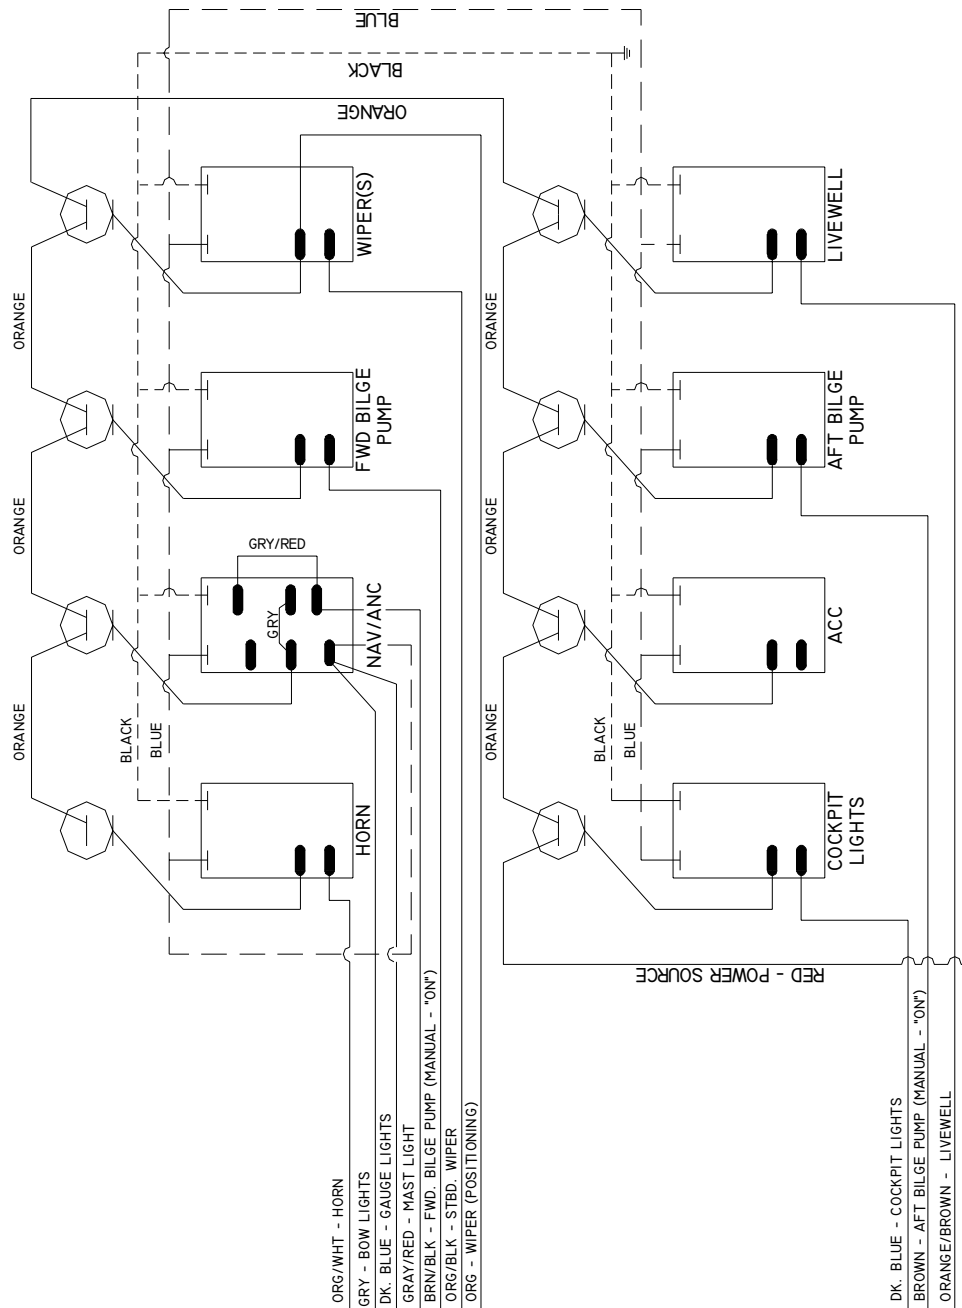 BLUE
BLACK
ORANGE
ORANGE
ORANGE
ORANGE
WIPER(S)
FWD BILGE
PUMP
GRY/RED
GRY
NAV/ANC
BLACK
BLUE
HORN
ORANGE
ORANGE
ORANGE
LIVEWELL
AFT BILGE
PUMP
ACC
BLACK
BLUE
COCKPIT
LIGHTS
RED - POWER SOURCE
ORG/WHT - HORN
GRY - BOW LIGHTS
DK. BLUE - GAUGE LIGHTS
GRAY/RED - MAST LIGHT
BRN/BLK - FWD. BILGE PUMP (MANUAL - "ON")
ORG/BLK - STBD. WIPER
ORG - WIPER (POSITIONING)
DK. BLUE - COCKPIT LIGHTS
BROWN - AFT BILGE PUMP (MANUAL - "ON")
ORANGE/BROWN - LIVEWELL